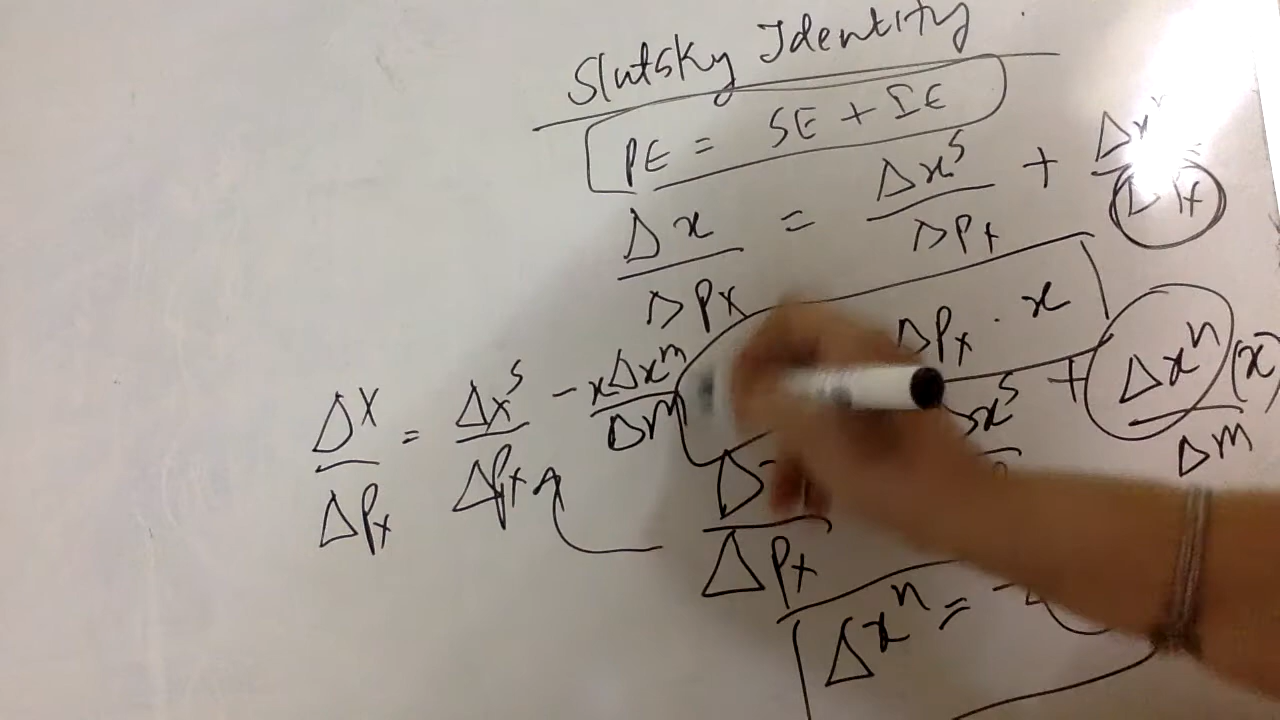 Slutsky Identity
PE = SE + IE
Δx / ΔPx = Δx^s / ΔPx + Δx
ΔPx · x
ΔX / ΔPx = Δx^s / ΔPx - xΔx^m / Δm
x^s + Δx^n (x) / Δm
ΔPx
Δx^n = -